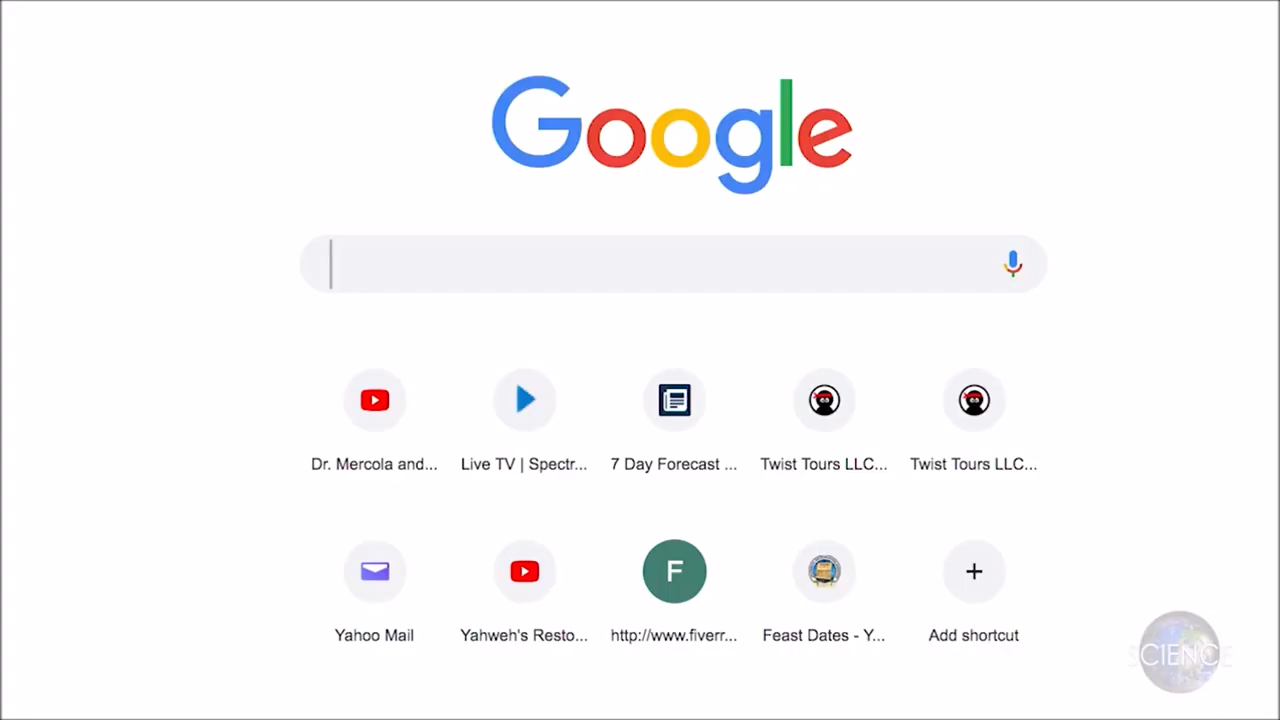 Google
Dr. Mercola and...
Live TV | Spectr...
7 Day Forecast ...
Twist Tours LLC...
Twist Tours LLC...
Yahoo Mail
Yahweh's Resto...
F
http://www.fiverr...
Feast Dates - Y...
Add shortcut
SCIENCE